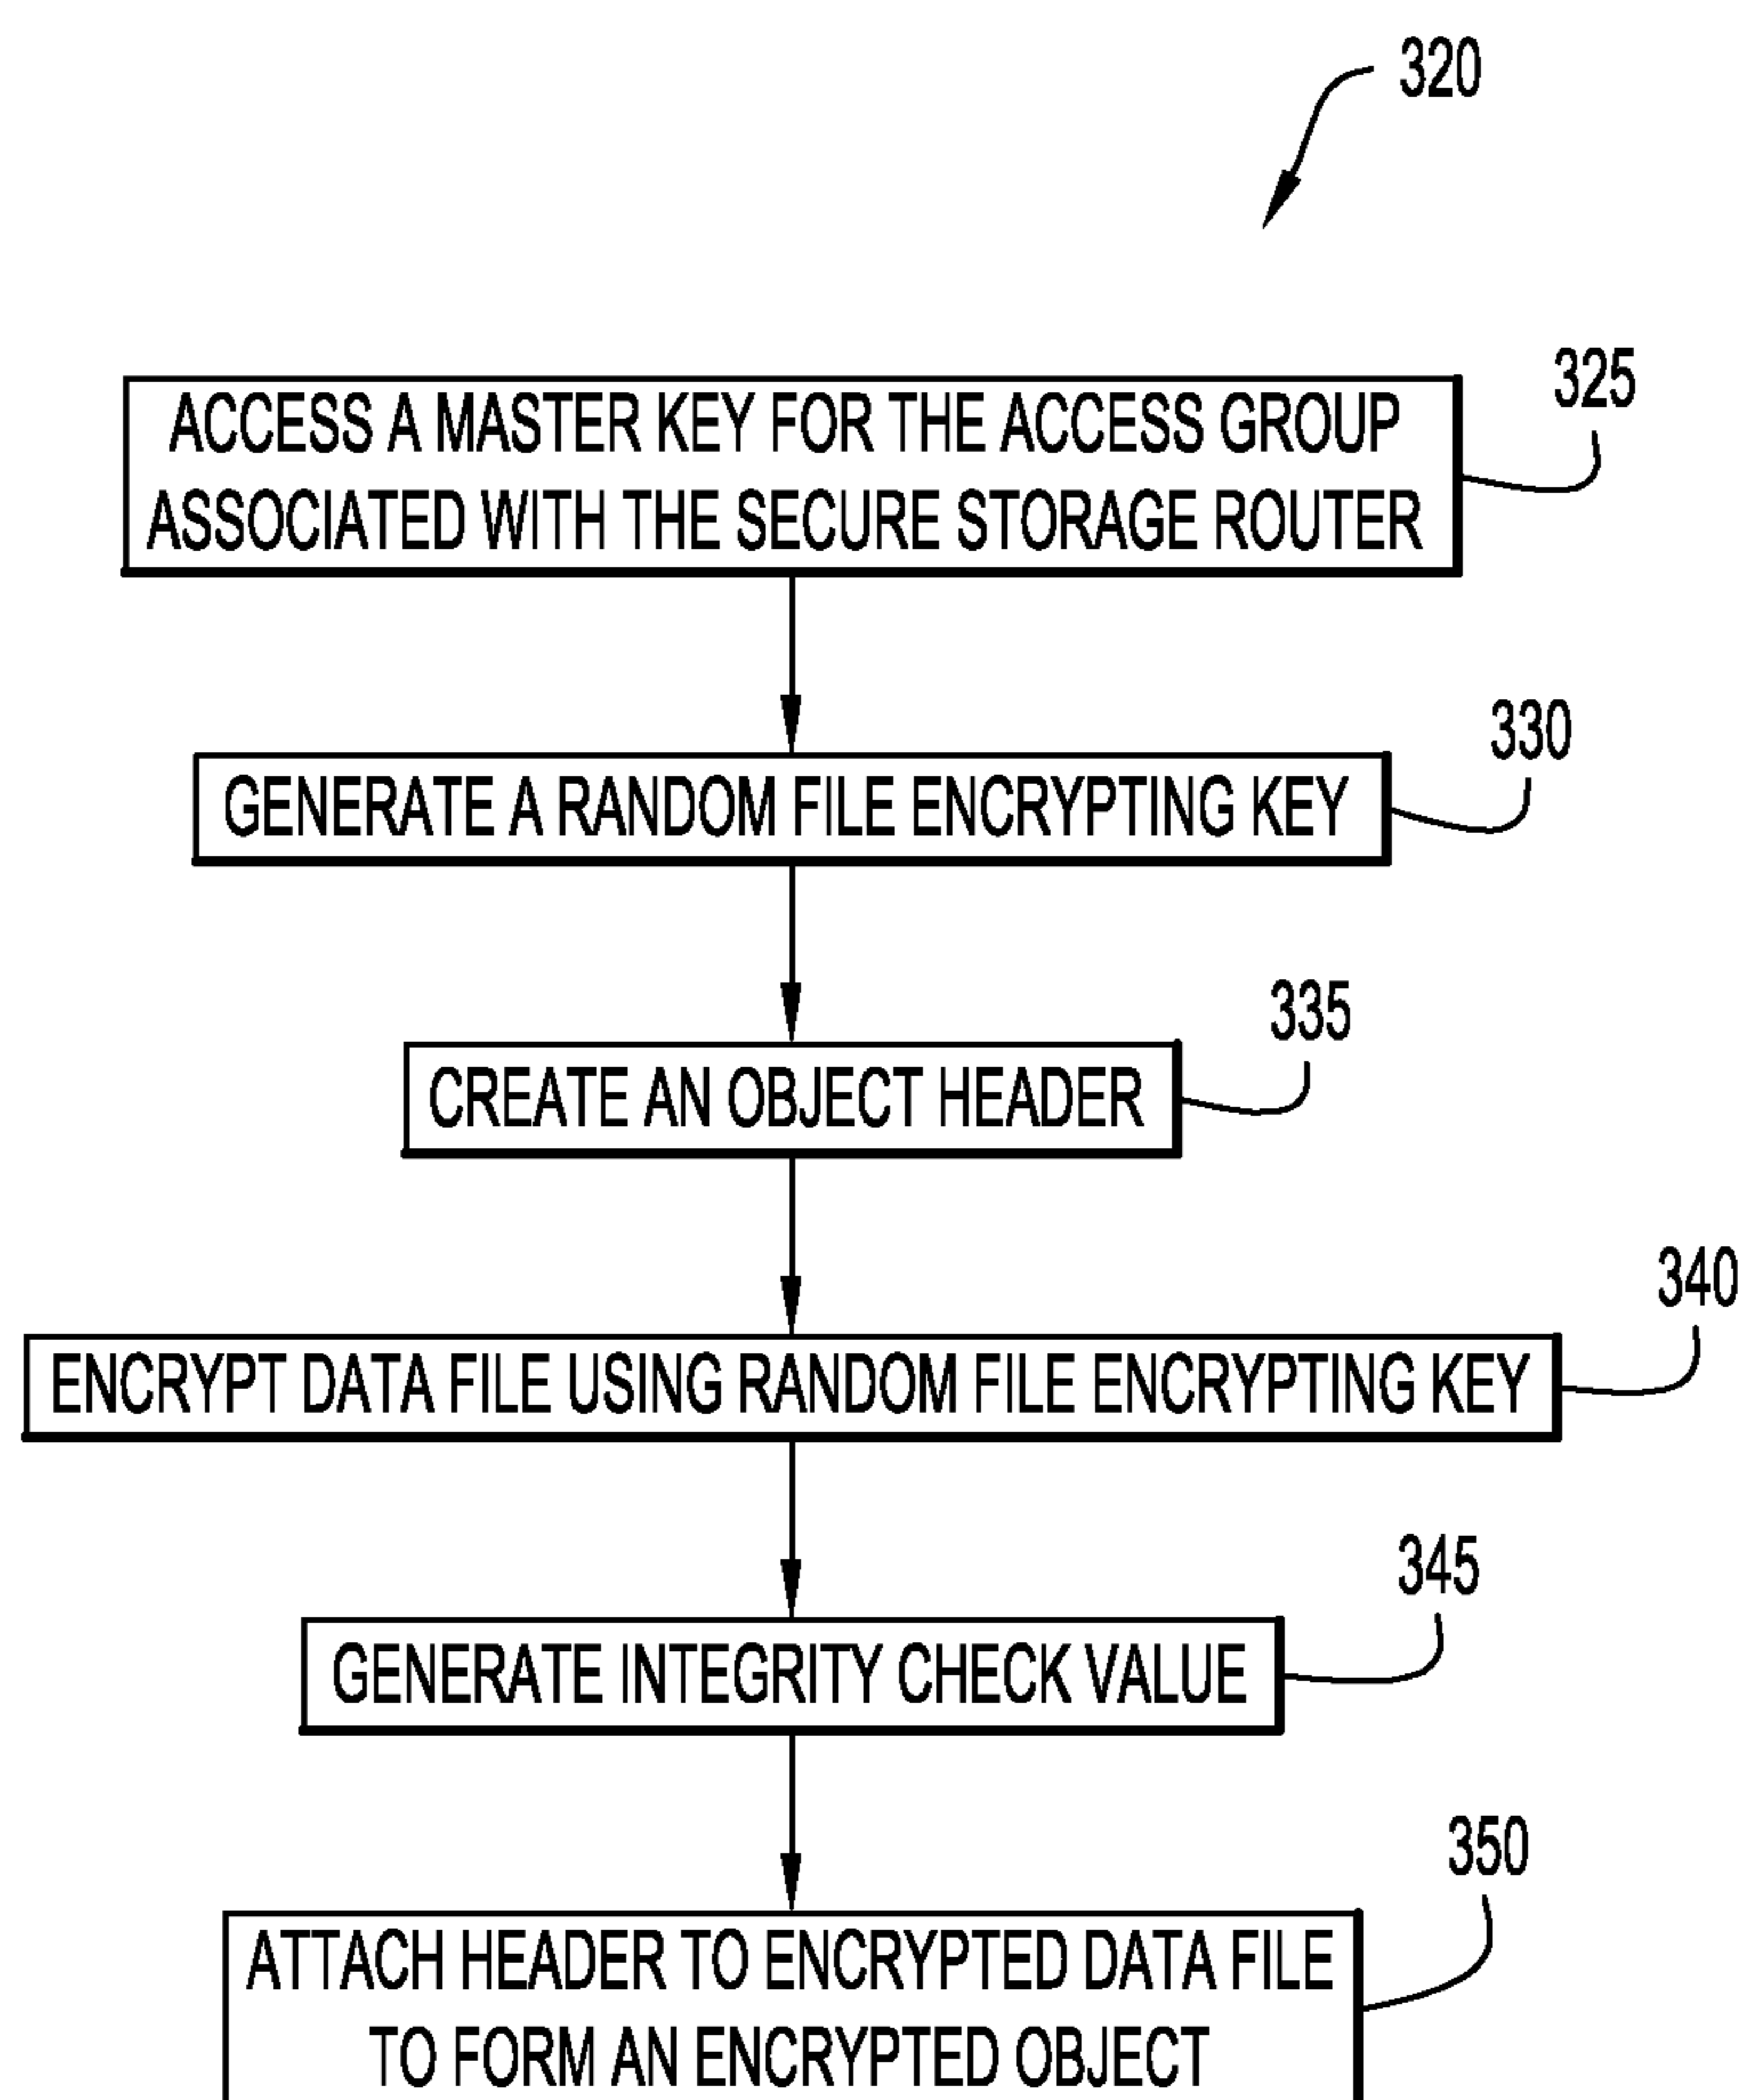 320
325
ACCESS A MASTER KEY FOR THE ACCESS GROUP
ASSOCIATED WITH THE SECURE STORAGE ROUTER
330
GENERATE A RANDOM FILE ENCRYPTING KEY
335
CREATE AN OBJECT HEADER
340
ENCRYPT DATA FILE USING RANDOM FILE ENCRYPTING KEY
345
GENERATE INTEGRITY CHECK VALUE
350
ATTACH HEADER TO ENCRYPTED DATA FILE
TO FORM AN ENCRYPTED OBJECT